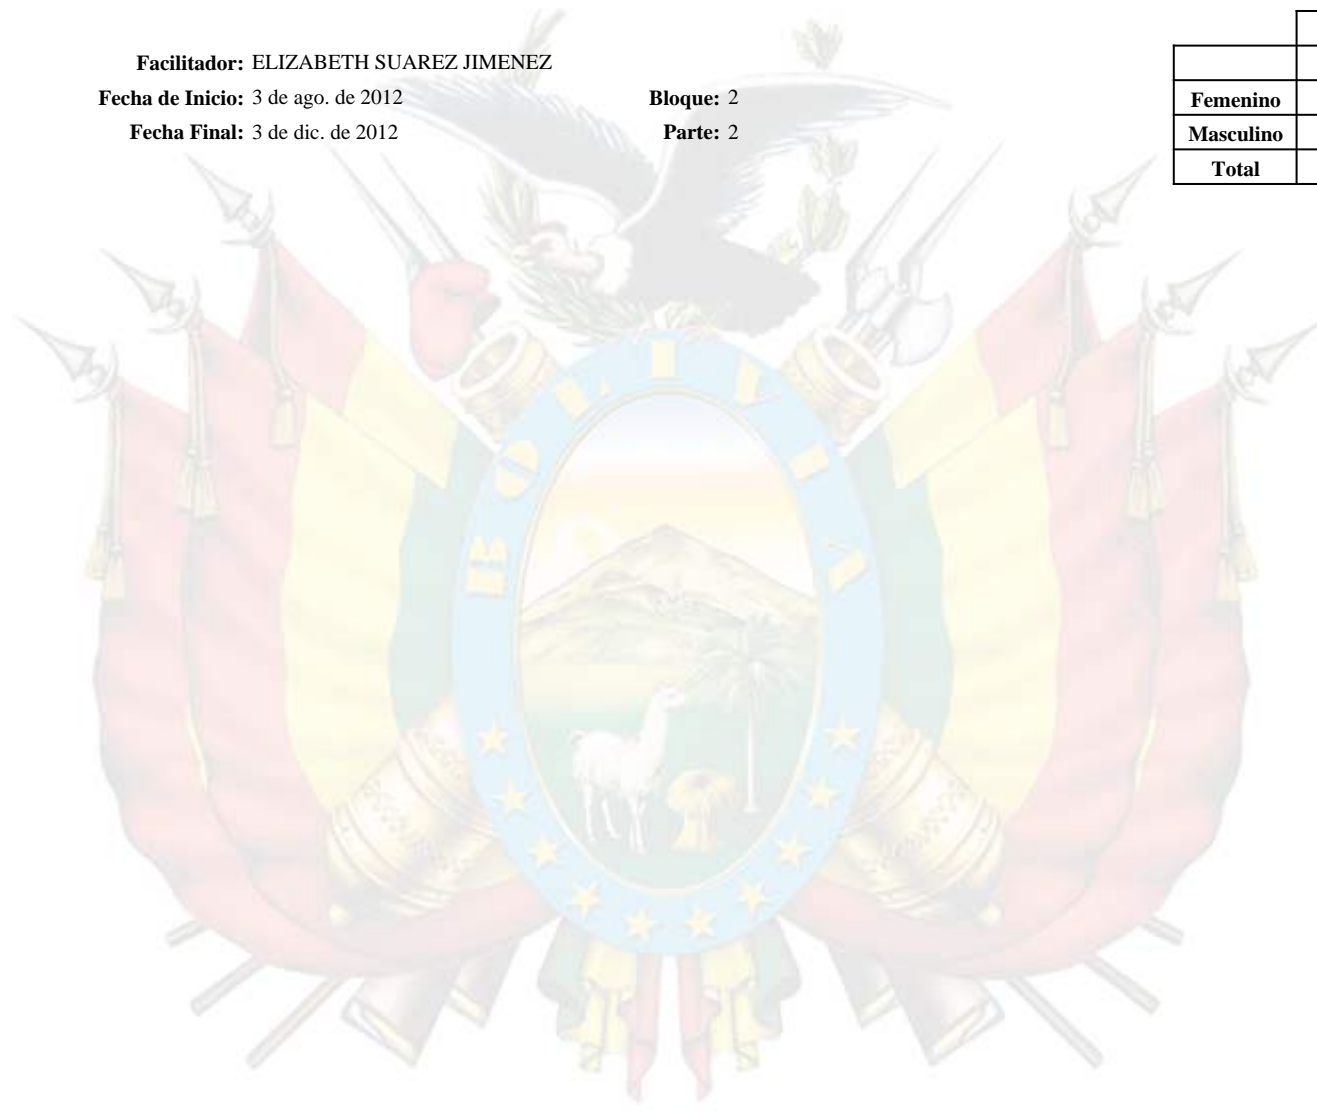 Facilitador: ELIZABETH SUAREZ JIMENEZ
Fecha de Inicio: 3 de ago. de 2012 Bloque: 2
Fecha Final: 3 de dic. de 2012 Parte: 2
Femenino
Masculino
Total
BOLIVIA